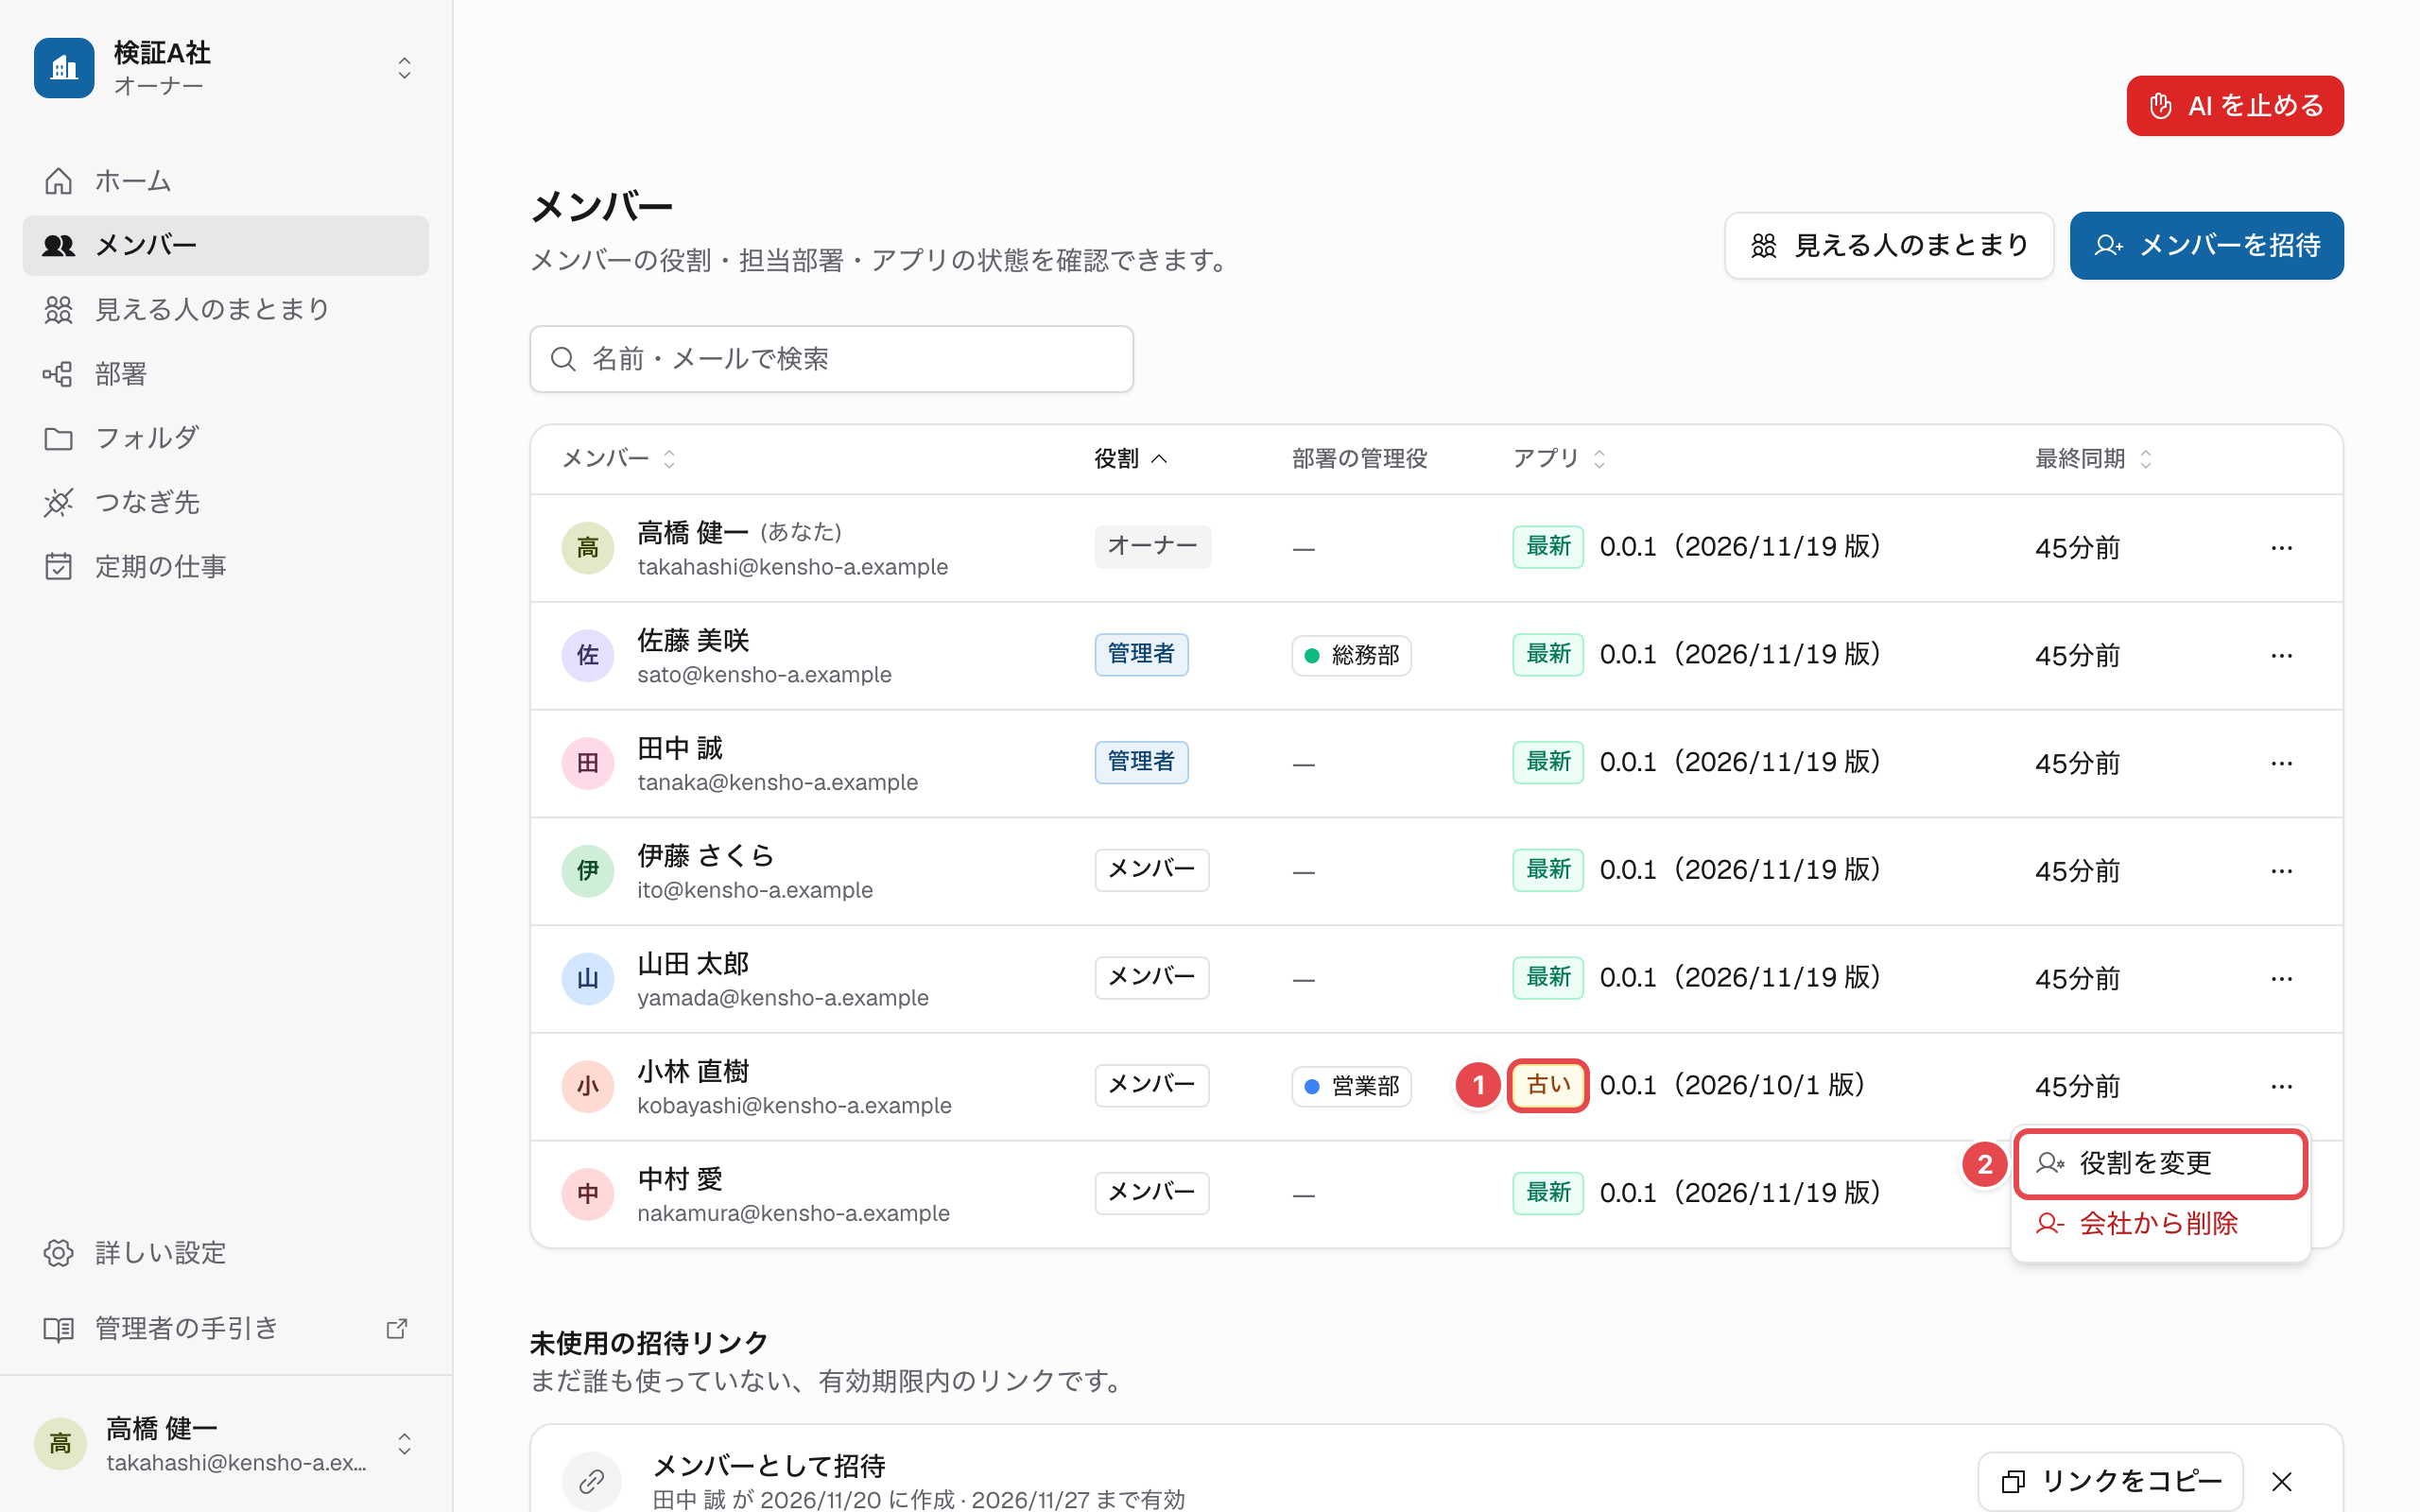 検証A社
オーナー
ホーム
メンバー
見える人のまとまり
部署
フォルダ
つなぎ先
定期の仕事
詳しい設定
管理者の手引き
高
高橋 健一
takahashi@kensho-a.ex...
AI を止める
メンバー
メンバーの役割・担当部署・アプリの状態を確認できます。
見える人のまとまり
メンバーを招待
名前・メールで検索
メンバー 役割 部署の管理役 アプリ 最終同期
高 高橋 健一 (あなた) オーナー — 最新 0.0.1（2026/11/19 版） 45分前 ...
takahashi@kensho-a.example
佐 佐藤 美咲 管理者 総務部 最新 0.0.1（2026/11/19 版） 45分前 ...
sato@kensho-a.example
田 田中 誠 管理者 — 最新 0.0.1（2026/11/19 版） 45分前 ...
tanaka@kensho-a.example
伊 伊藤 さくら メンバー — 最新 0.0.1（2026/11/19 版） 45分前 ...
ito@kensho-a.example
山 山田 太郎 メンバー — 最新 0.0.1（2026/11/19 版） 45分前 ...
yamada@kensho-a.example
小 小林 直樹 メンバー 営業部 1 古い 0.0.1（2026/10/1 版） 45分前 ...
kobayashi@kensho-a.example
中 中村 愛 メンバー — 最新 0.0.1（2026/11/19 版）
nakamura@kensho-a.example
2 役割を変更
会社から削除
未使用の招待リンク
まだ誰も使っていない、有効期限内のリンクです。
メンバーとして招待
田中 誠 が 2026/11/20 に作成 · 2026/11/27 まで有効
リンクをコピー